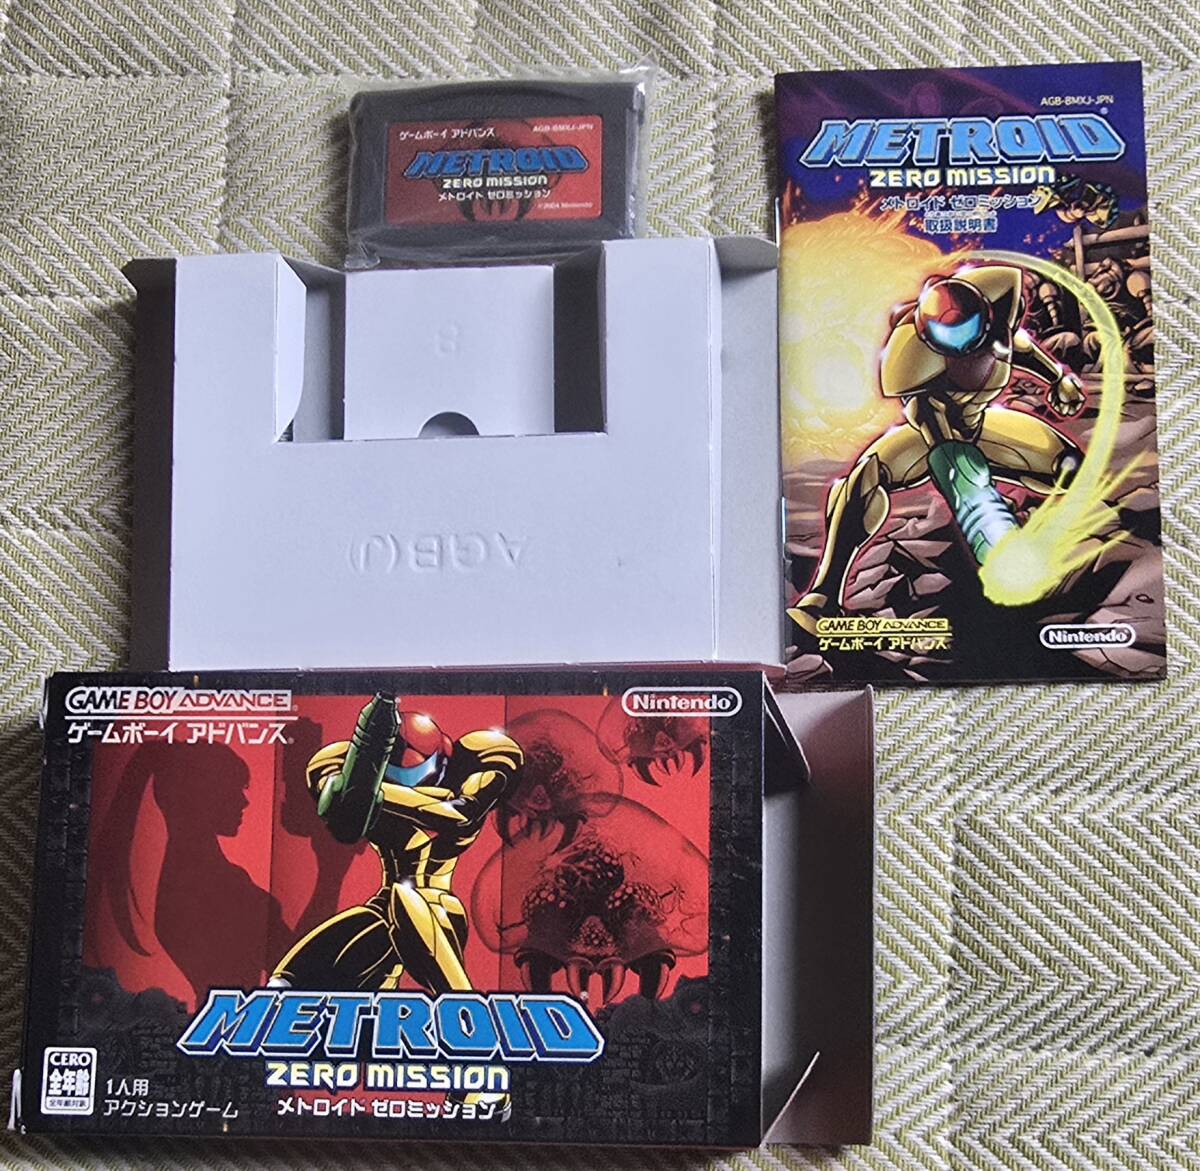 ゲームボーイ アドバンス
AGB-BMXJ-JPN
METROID
ZERO MISSION
メトロイド ゼロミッション
©2004 Nintendo
AGB-BMXJ-JPN
METROID®
ZERO MISSION
メトロイド ゼロミッション
取扱説明書
GAME BOY ADVANCE
ゲームボーイ アドバンス®
Nintendo®
AGB(J)
GAME BOY ADVANCE
ゲームボーイ アドバンス®
Nintendo®
METROID®
ZERO MISSION
メトロイド ゼロミッション
CERO
全年齢
全年齢対象
1人用
アクションゲーム